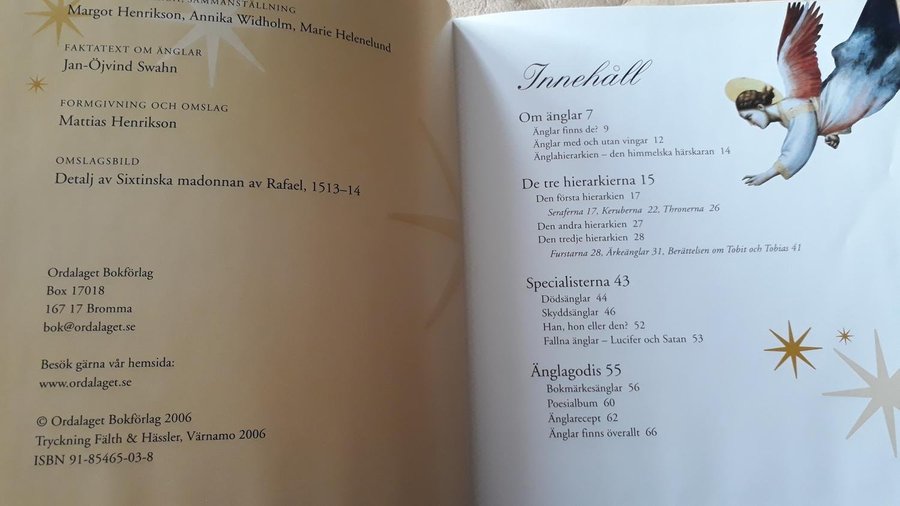 SAMMANSTÄLLNING
Margot Henrikson, Annika Widholm, Marie Helenelund
FAKTATEXT OM ÄNGLAR
Jan-Öjvind Swahn
FORMGIVNING OCH OMSLAG
Mattias Henrikson
OMSLAGSBILD
Detalj av Sixtinska madonnan av Rafael, 1513–14
Ordalaget Bokförlag
Box 17018
167 17 Bromma
bok@ordalaget.se
Besök gärna vår hemsida:
www.ordalaget.se
© Ordalaget Bokförlag 2006
Tryckning Fälth & Hässler, Värnamo 2006
ISBN 91-85465-03-8
Innehåll
Om änglar 7
Änglar finns de? 9
Änglar med och utan vingar 12
Änglahierarkien – den himmelska härskaran 14
De tre hierarkierna 15
Den första hierarkien 17
Seraferna 17, Keruberna 22, Thronerna 26
Den andra hierarkien 27
Den tredje hierarkien 28
Furstarna 28, Ärkeänglar 31, Berättelsen om Tobit och Tobias 41
Specialisterna 43
Dödsänglar 44
Skyddsänglar 46
Han, hon eller den? 52
Fallna änglar – Lucifer och Satan 53
Änglagodis 55
Bokmärkesänglar 56
Poesialbum 60
Änglarecept 62
Änglar finns överallt 66